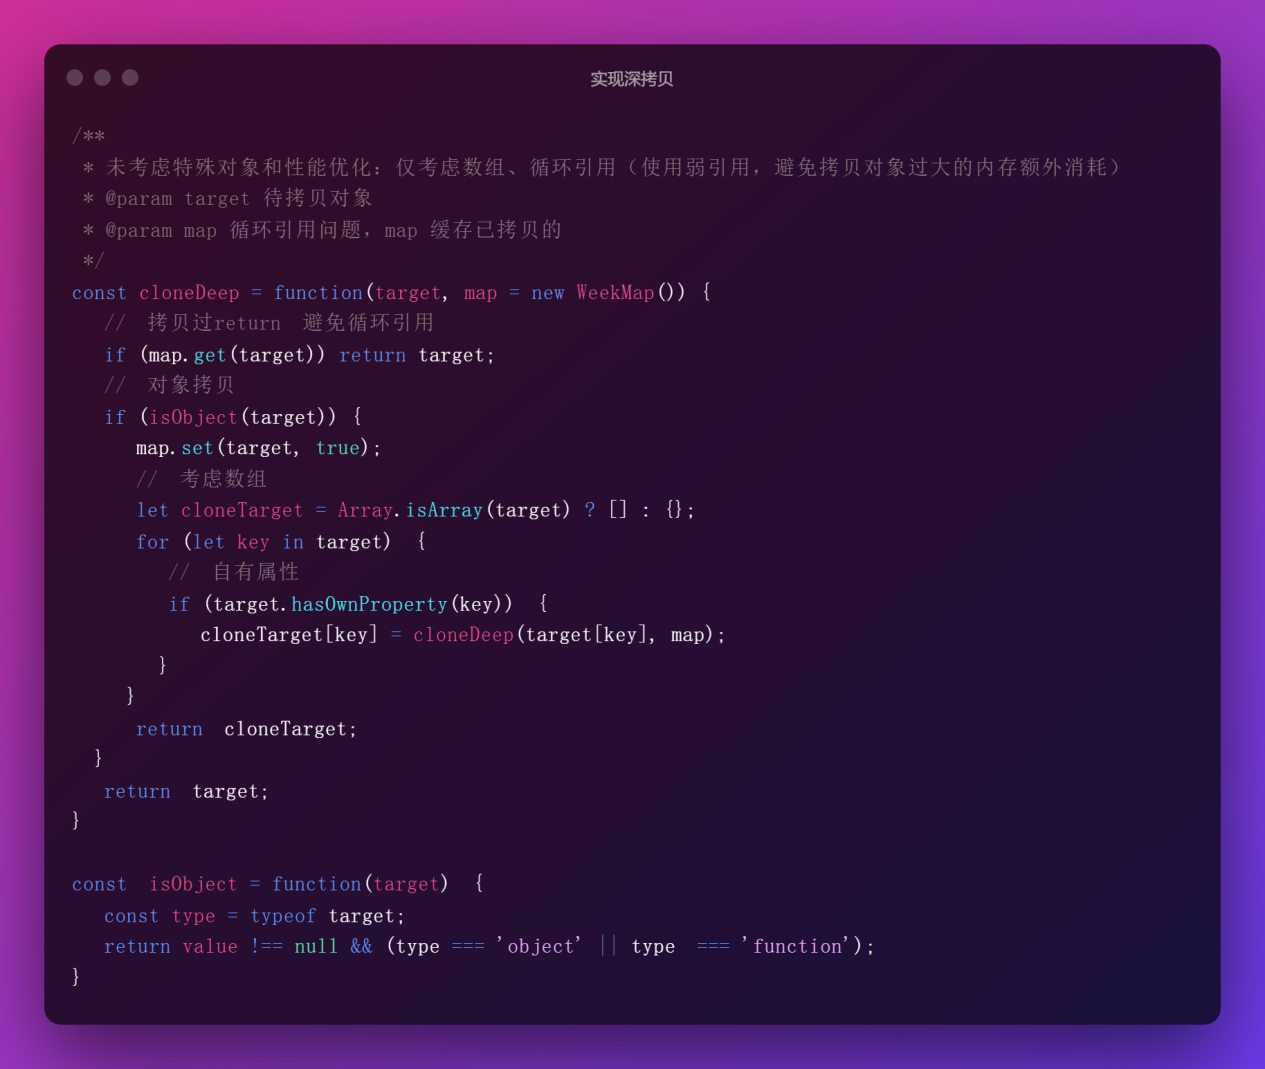 实现深拷贝
/**
 * 未考虑特殊对象和性能优化：仅考虑数组、循环引用（使用弱引用，避免拷贝对象过大的内存额外消耗）
 * @param target 待拷贝对象
 * @param map 循环引用问题，map 缓存已拷贝的
 */
const cloneDeep = function(target, map = new WeekMap()) {
   // 拷贝过return 避免循环引用
   if (map.get(target)) return target;
   // 对象拷贝
   if (isObject(target)) {
      map.set(target, true);
      // 考虑数组
      let cloneTarget = Array.isArray(target) ? [] : {};
      for (let key in target) {
         // 自有属性
         if (target.hasOwnProperty(key)) {
            cloneTarget[key] = cloneDeep(target[key], map);
        }
     }
      return cloneTarget;
  }
   return target;
}
const isObject = function(target) {
   const type = typeof target;
   return value !== null && (type === 'object' || type === 'function');
}